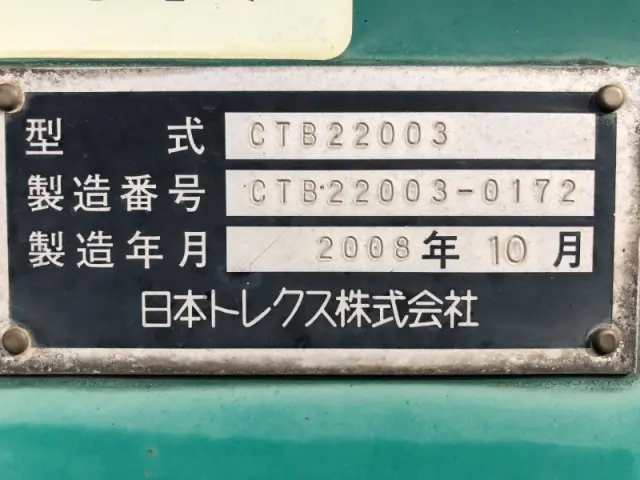 型式 CTB22003
製造番号 CTB22003-0172
製造年月 2008年10月
日本トレクス株式会社